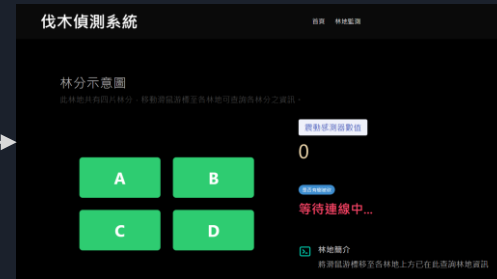 伐木偵測系統
首頁 林地監測
林分示意圖
此林地共有四片林分，移動滑鼠游標至各林地可查詢各林分之資訊。
震動感測器數值
0
A B
等待連線中...
C D
林地簡介
將滑鼠游標移至各林地上方已在此查詢林地資訊